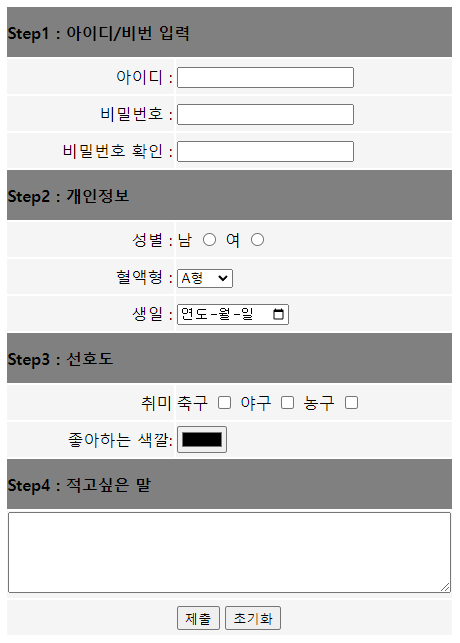 Step1 : 아이디/비번 입력
아이디 :
비밀번호 :
비밀번호 확인 :
Step2 : 개인정보
성별 : 남 여
혈액형 : A형
생일 : 연도-월-일
Step3 : 선호도
취미 축구 야구 농구
좋아하는 색깔:
Step4 : 적고싶은 말
제출 초기화